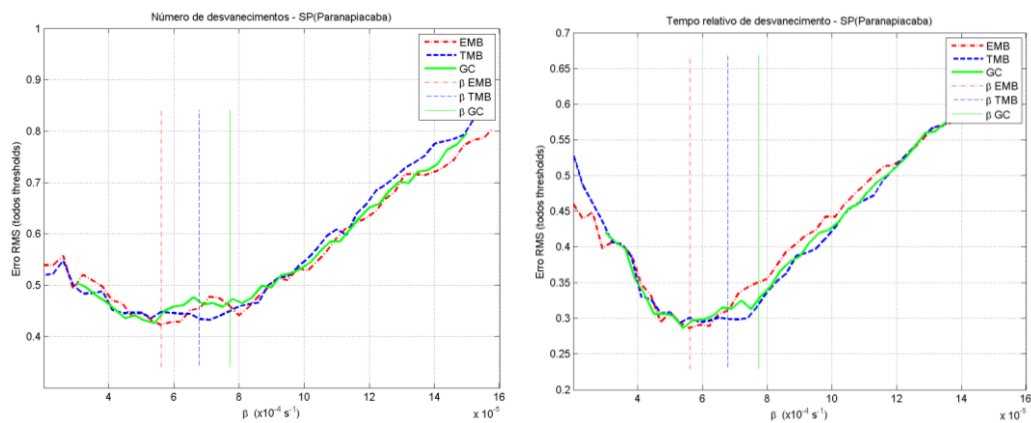 Número de desvanecimentos - SP(Paranapiacaba)
Erro RMS (todos thresholds)
1
0.9
0.8
0.7
0.6
0.5
0.4
EMB
TMB
GC
β EMB
β TMB
β GC
4
6
8
10
12
14
16
x 10⁻⁵
β (x10⁻⁴ s⁻¹)
Tempo relativo de desvanecimento - SP(Paranapiacaba)
Erro RMS (todos thresholds)
0.7
0.65
0.6
0.55
0.5
0.45
0.4
0.35
0.3
0.25
0.2
EMB
TMB
GC
β EMB
β TMB
β GC
4
6
8
10
12
14
16
x 10⁻⁵
β (x10⁻⁴ s⁻¹)